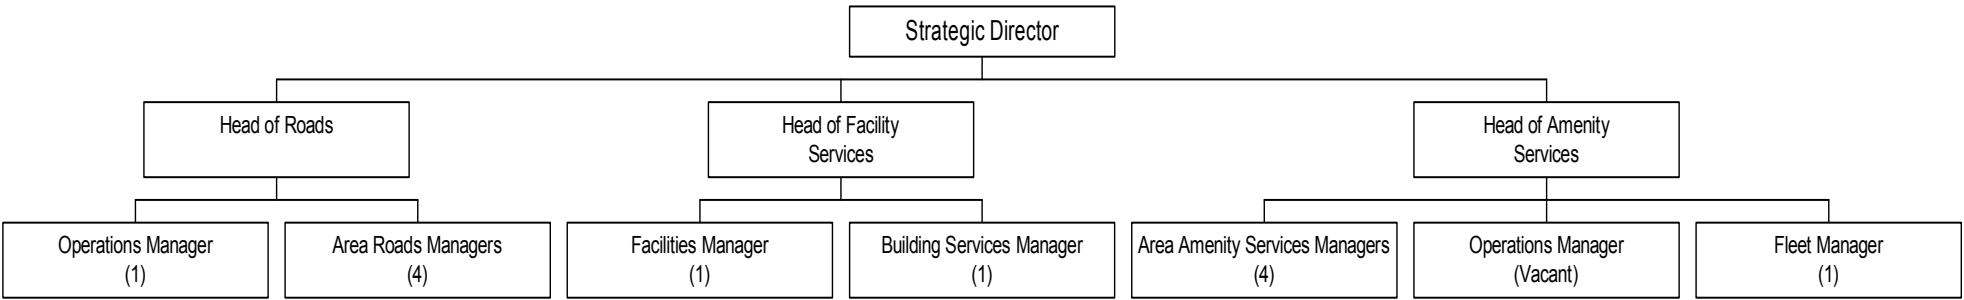 Strategic Director
Head of Roads
Head of Facility
Services
Head of Amenity
Services
Operations Manager
(1)
Area Roads Managers
(4)
Facilities Manager
(1)
Building Services Manager
(1)
Area Amenity Services Managers
(4)
Operations Manager
(Vacant)
Fleet Manager
(1)